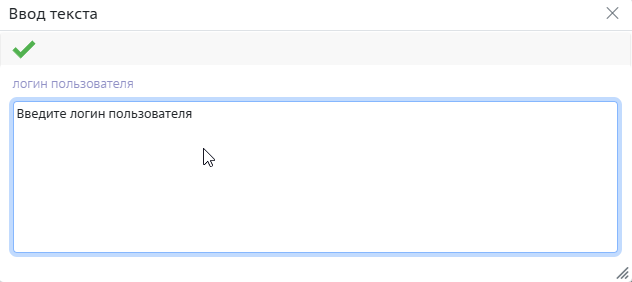 Ввод текста
логин пользователя
Введите логин пользователя